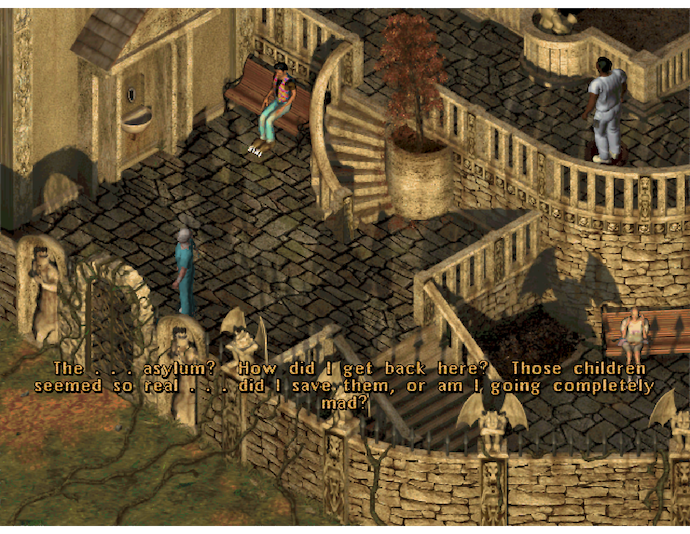 The . . . asylum? How did I get back here? Those children
seemed so real . . . did I save them, or am I going completely
mad?